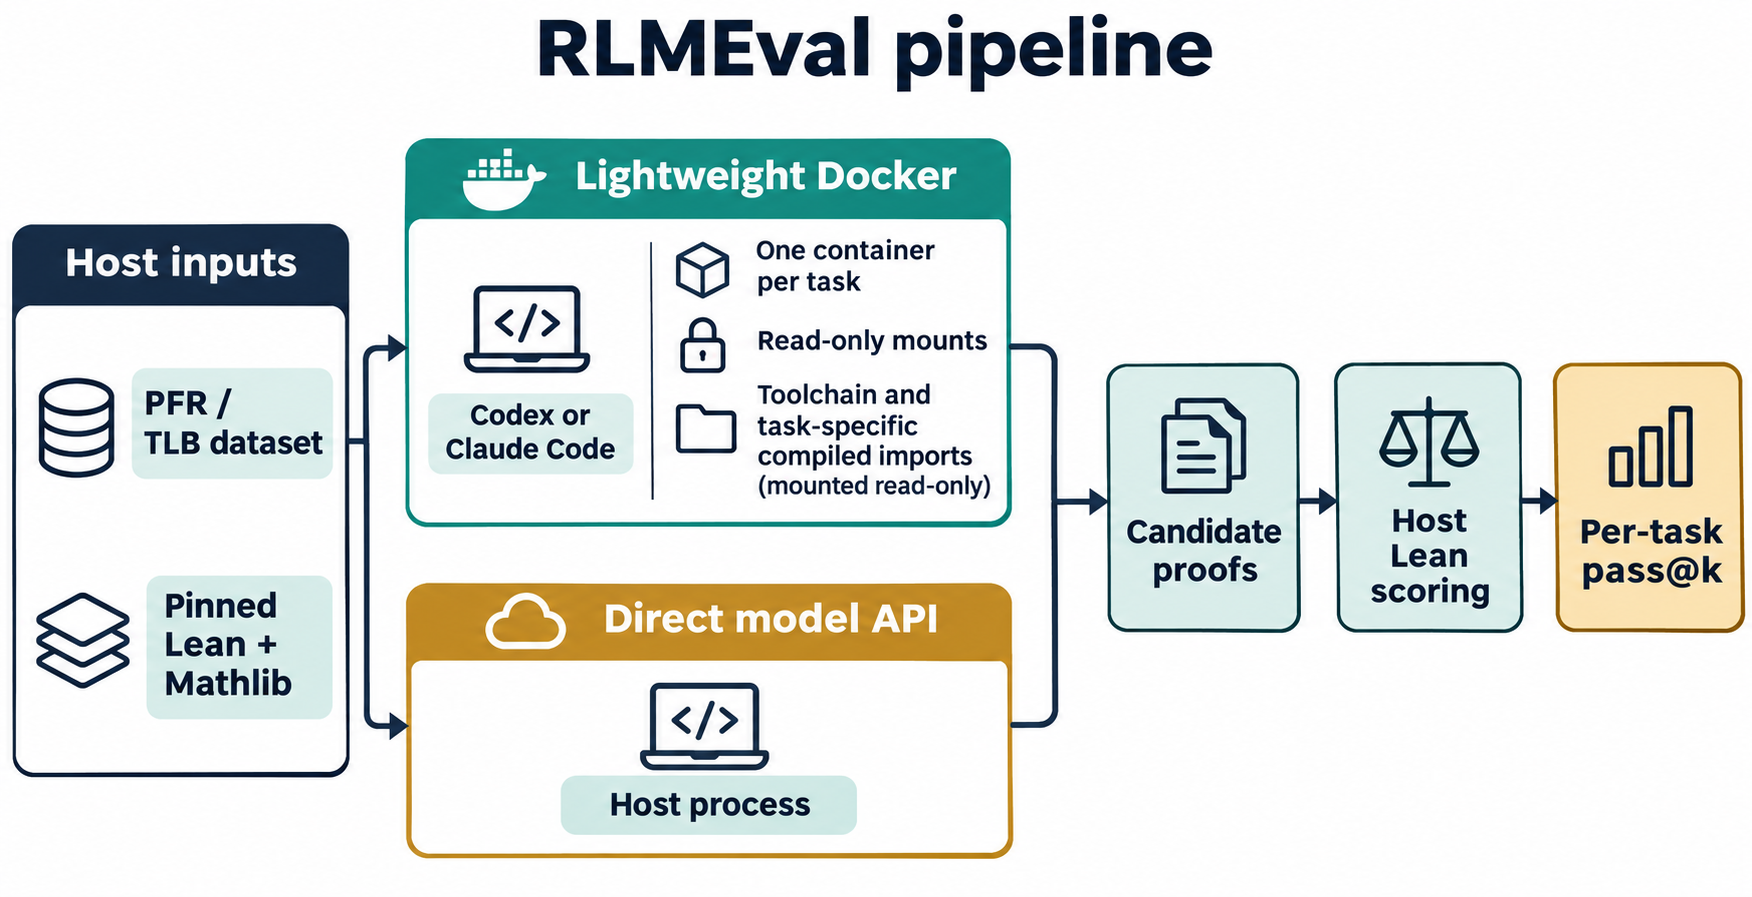 RLMEval pipeline
Host inputs
PFR /
TLB dataset
Pinned
Lean +
Mathlib
Lightweight Docker
</>
Codex or
Claude Code
One container
per task
Read-only mounts
Toolchain and
task-specific
compiled imports
(mounted read-only)
Direct model API
</>
Host process
Candidate
proofs
Host
Lean
scoring
Per-task
pass@k